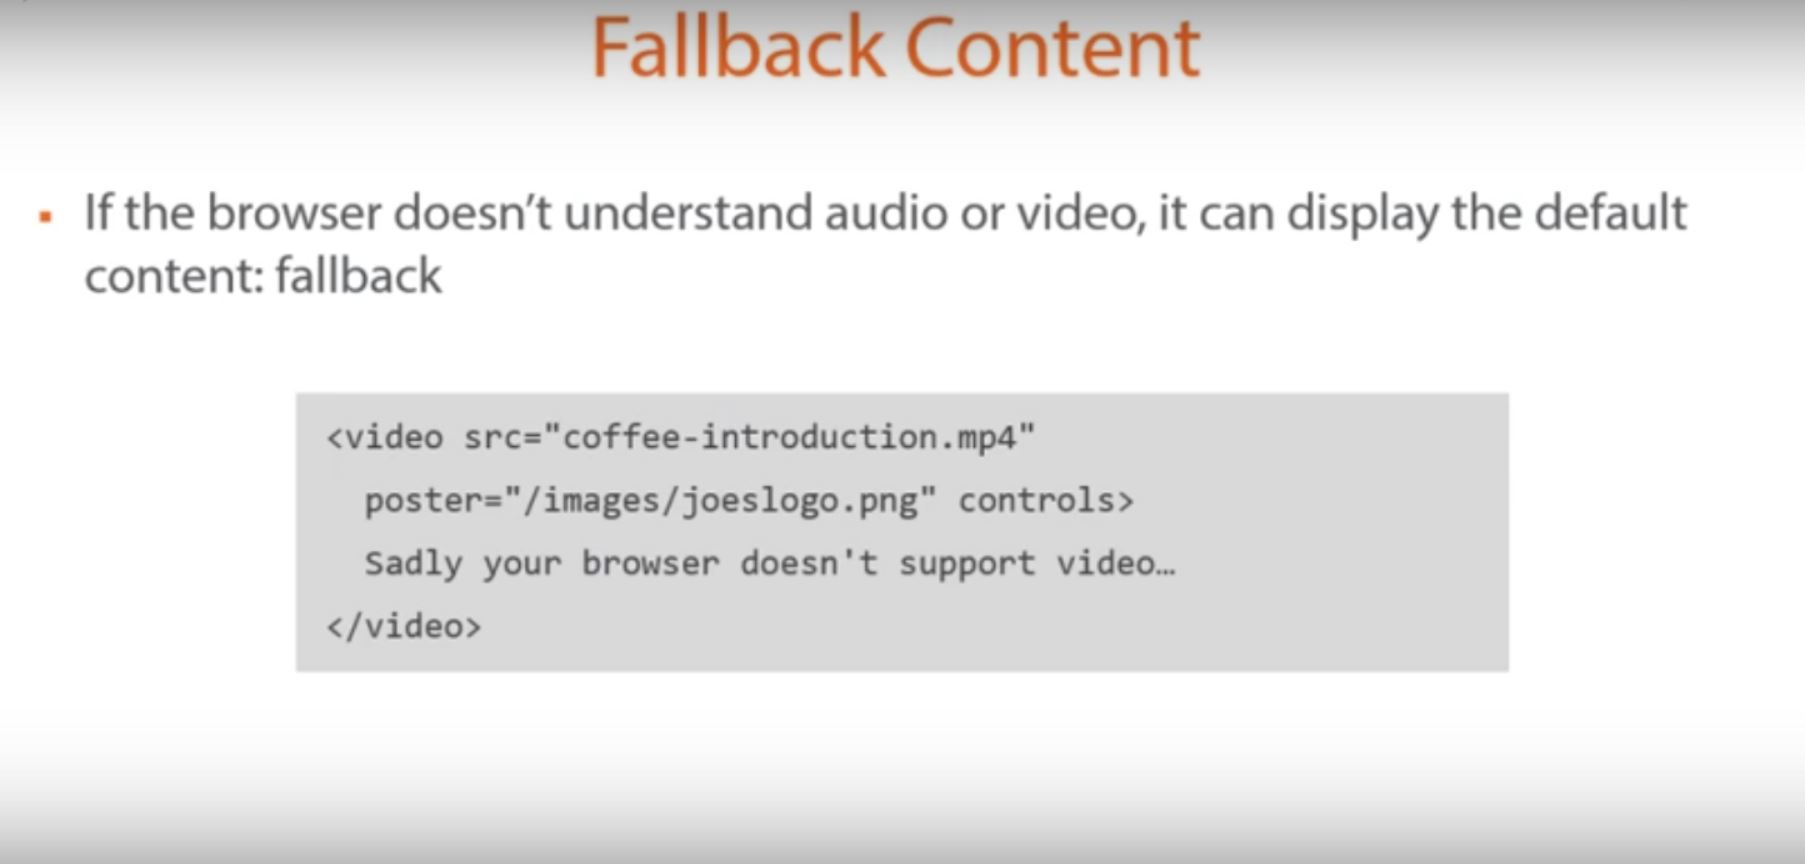 Fallback Content
▪ If the browser doesn’t understand audio or video, it can display the default
content: fallback
<video src="coffee-introduction.mp4"
poster="/images/joeslogo.png" controls>
Sadly your browser doesn't support video…
</video>